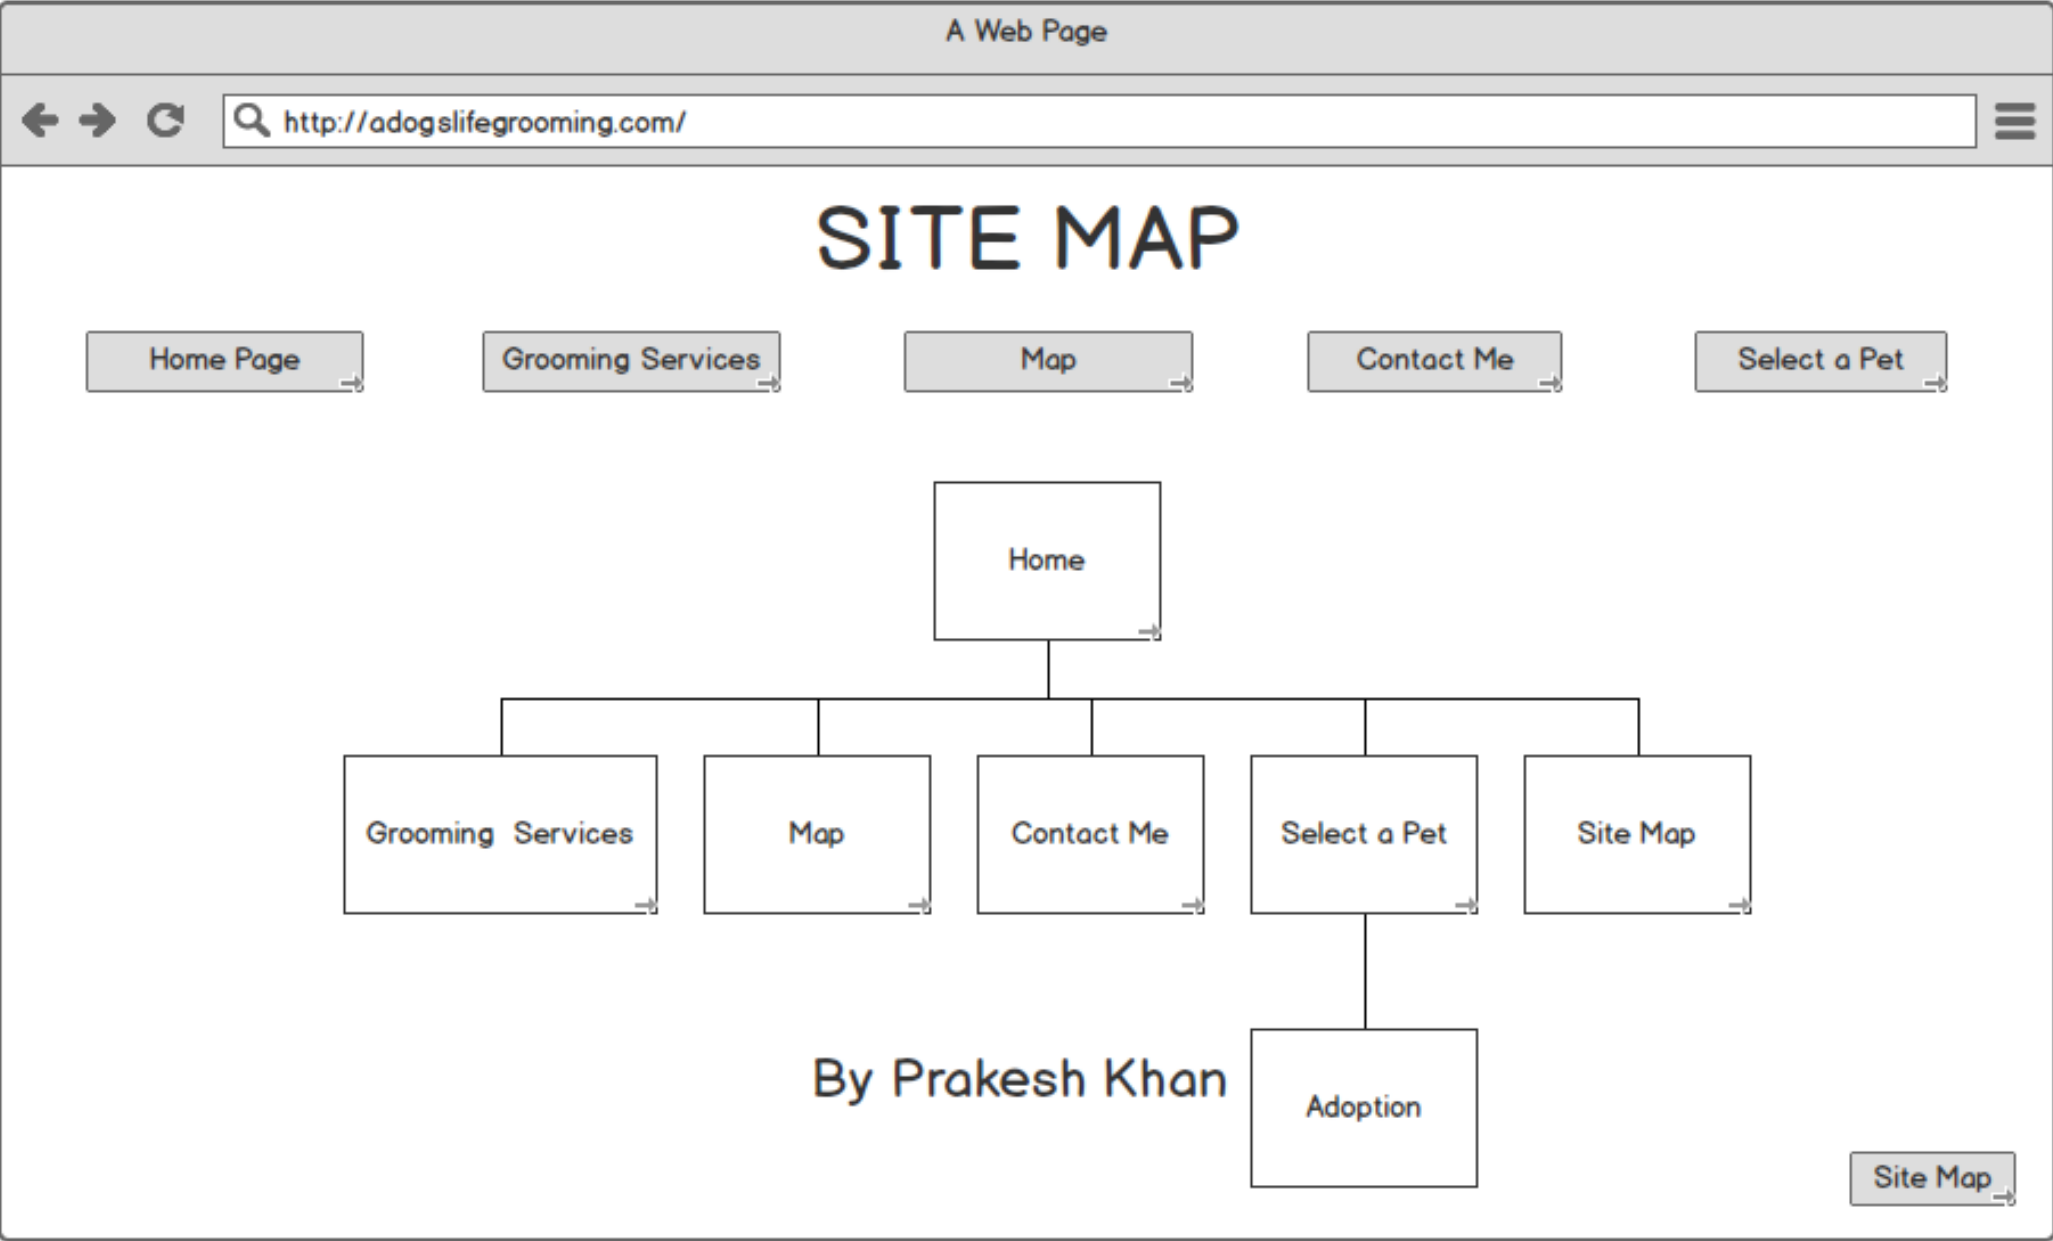 A Web Page
http://adogslifegrooming.com/
SITE MAP
Home Page
Grooming Services
Map
Contact Me
Select a Pet
Home
Grooming Services
Map
Contact Me
Select a Pet
Site Map
By Prakesh Khan
Adoption
Site Map